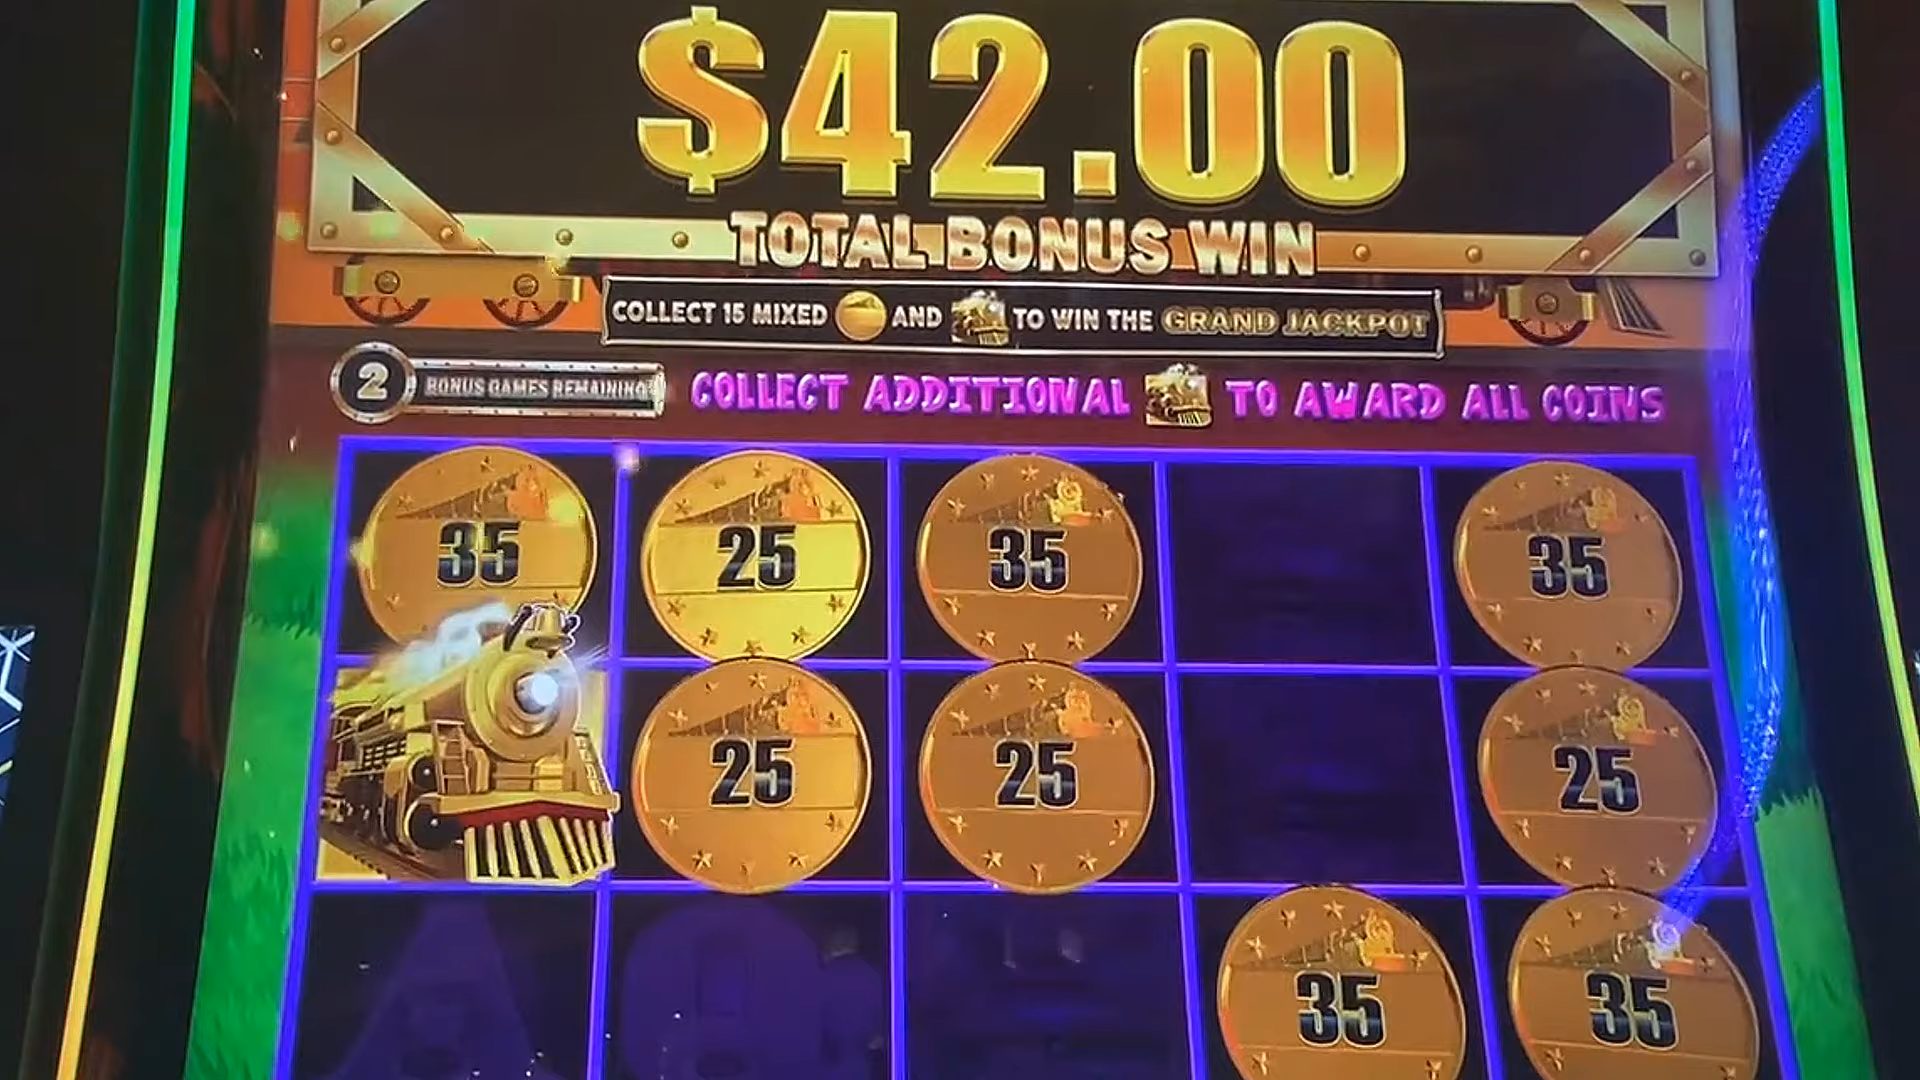 $42.00
TOTAL BONUS WIN
COLLECT 15 MIXED AND TO WIN THE GRAND JACKPOT
2 BONUS GAMES REMAINING
COLLECT ADDITIONAL TO AWARD ALL COINS
35 25 35 35
25 25 25
35 35